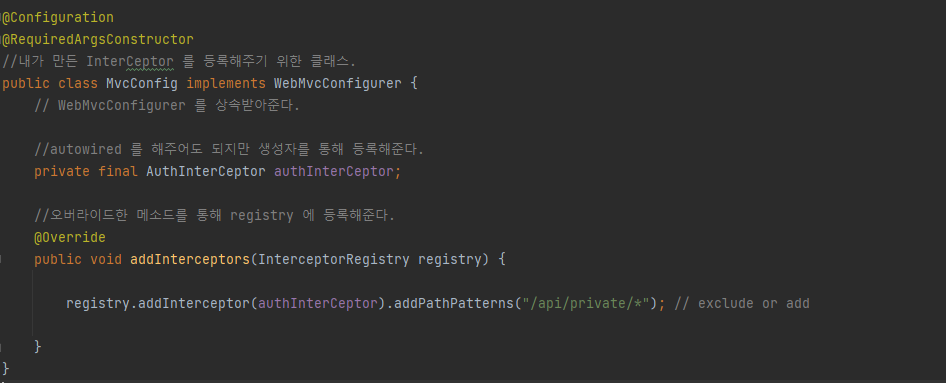 @Configuration
@RequiredArgsConstructor
//내가 만든 InterCeptor 를 등록해주기 위한 클래스.
public class MvcConfig implements WebMvcConfigurer {
// WebMvcConfigurer 를 상속받아준다.
//autowired 를 해주어도 되지만 생성자를 통해 등록해준다.
private final AuthInterCeptor authInterCeptor;
//오버라이드한 메소드를 통해 registry 에 등록해준다.
@Override
public void addInterceptors(InterceptorRegistry registry) {
registry.addInterceptor(authInterCeptor).addPathPatterns("/api/private/*"); // exclude or add
}
}